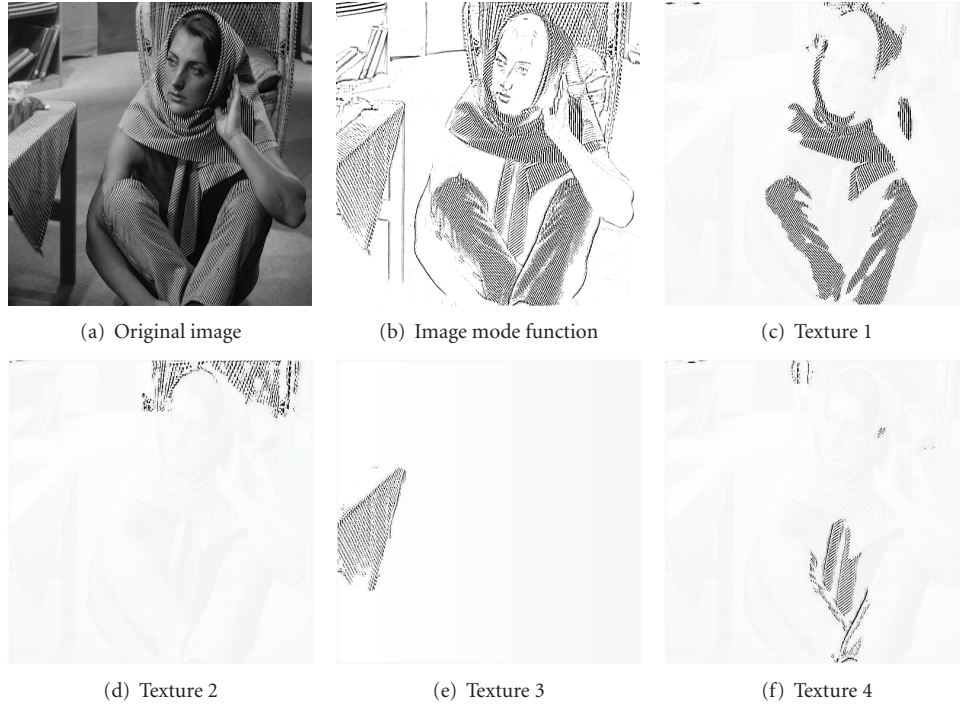 (a) Original image
(b) Image mode function
(c) Texture 1
(d) Texture 2
(e) Texture 3
(f) Texture 4